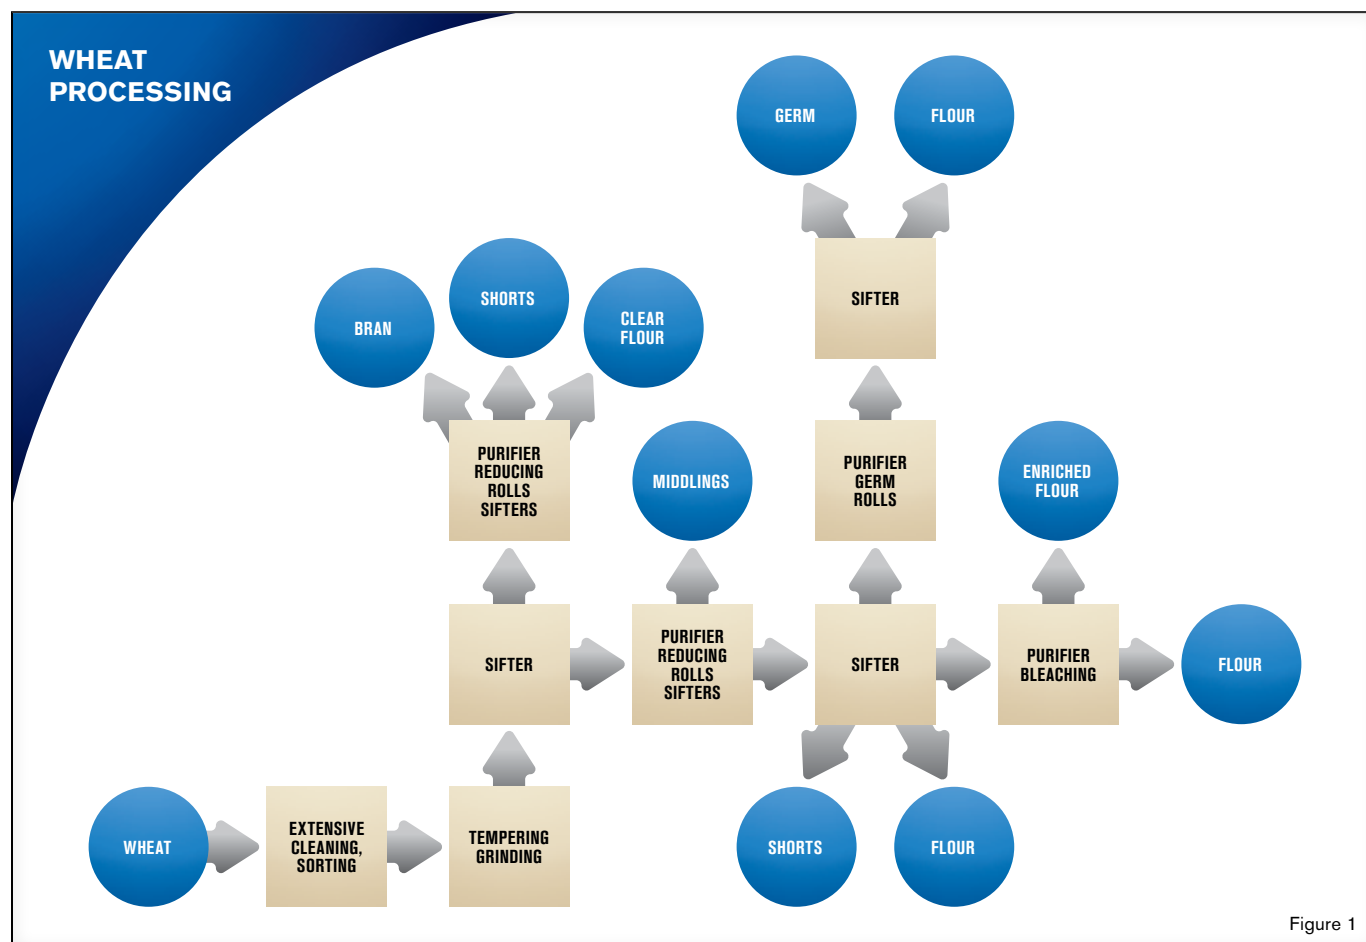 WHEAT
PROCESSING
GERM
FLOUR
SIFTER
BRAN
SHORTS
CLEAR
FLOUR
PURIFIER
REDUCING
ROLLS
SIFTERS
MIDDLINGS
PURIFIER
GERM
ROLLS
ENRICHED
FLOUR
SIFTER
PURIFIER
REDUCING
ROLLS
SIFTERS
SIFTER
PURIFIER
BLEACHING
FLOUR
WHEAT
EXTENSIVE
CLEANING,
SORTING
TEMPERING
GRINDING
SHORTS
FLOUR
Figure 1